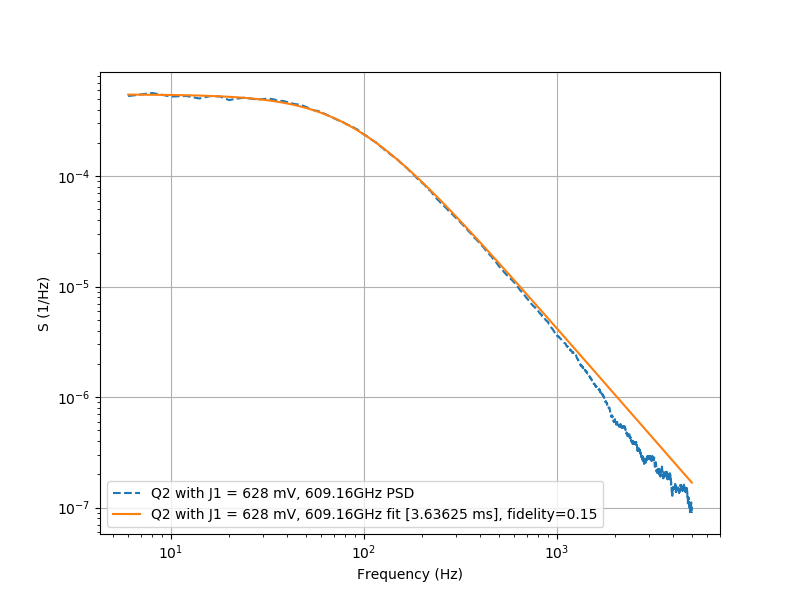 S (1/Hz)
10⁻⁴
10⁻⁵
10⁻⁶
10⁻⁷
Q2 with J1 = 628 mV, 609.16GHz PSD
Q2 with J1 = 628 mV, 609.16GHz fit [3.63625 ms], fidelity=0.15
10¹
10²
10³
Frequency (Hz)